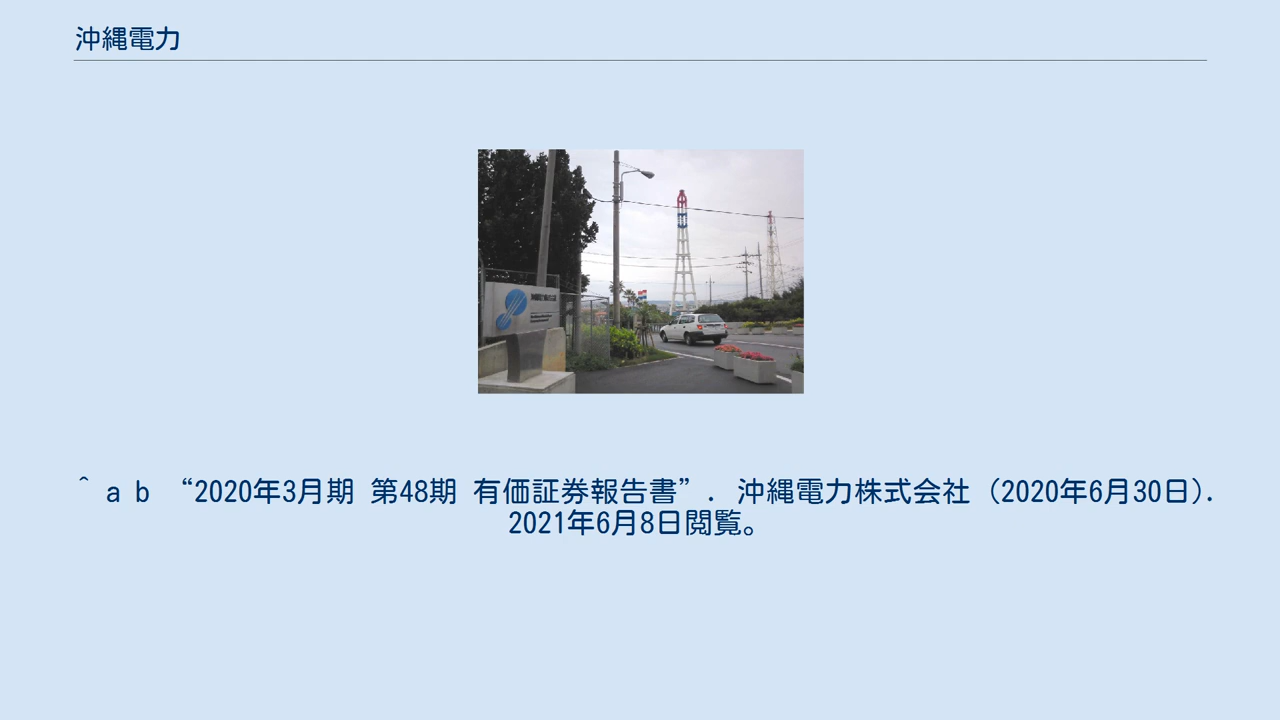 沖縄電力
^ a b “2020年3月期 第48期 有価証券報告書”. 沖縄電力株式会社 (2020年6月30日).
2021年6月8日閲覧。